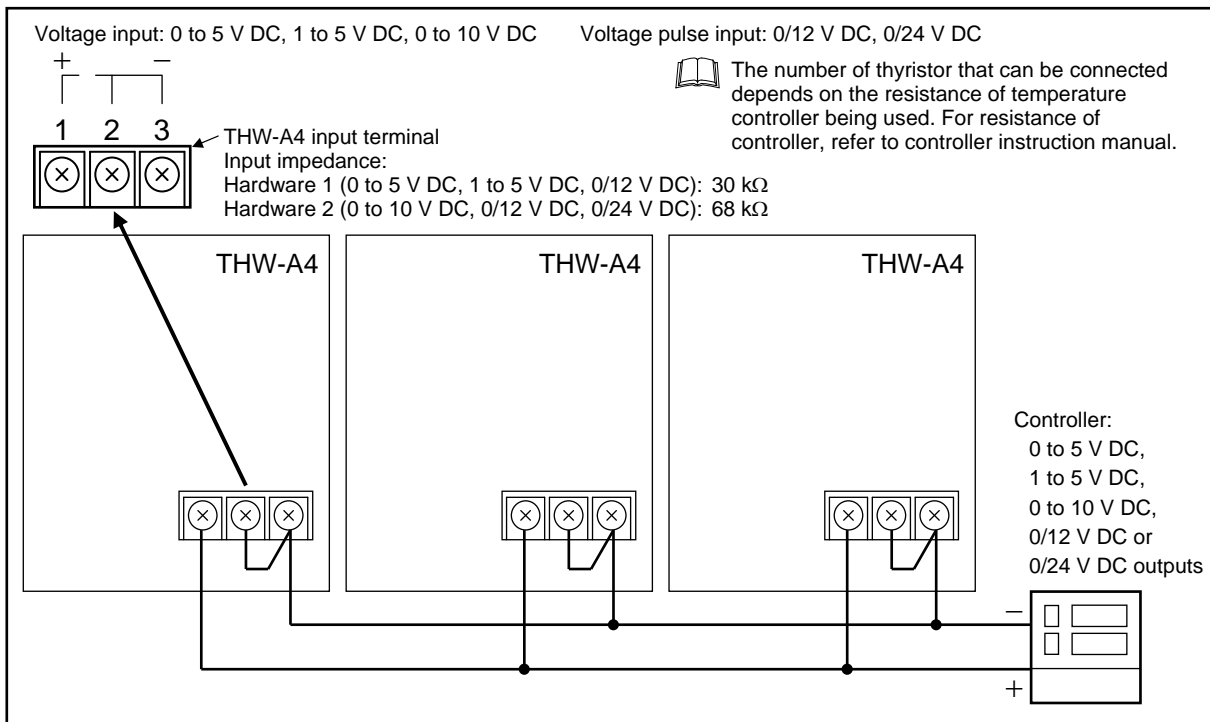 Voltage input: 0 to 5 V DC, 1 to 5 V DC, 0 to 10 V DC
Voltage pulse input: 0/12 V DC, 0/24 V DC
+ −
The number of thyristor that can be connected
depends on the resistance of temperature
controller being used. For resistance of
controller, refer to controller instruction manual.
1 2 3
THW-A4 input terminal
Input impedance:
Hardware 1 (0 to 5 V DC, 1 to 5 V DC, 0/12 V DC): 30 kΩ
Hardware 2 (0 to 10 V DC, 0/12 V DC, 0/24 V DC): 68 kΩ
THW-A4
THW-A4
THW-A4
Controller:
0 to 5 V DC,
1 to 5 V DC,
0 to 10 V DC,
0/12 V DC or
0/24 V DC outputs
−
+